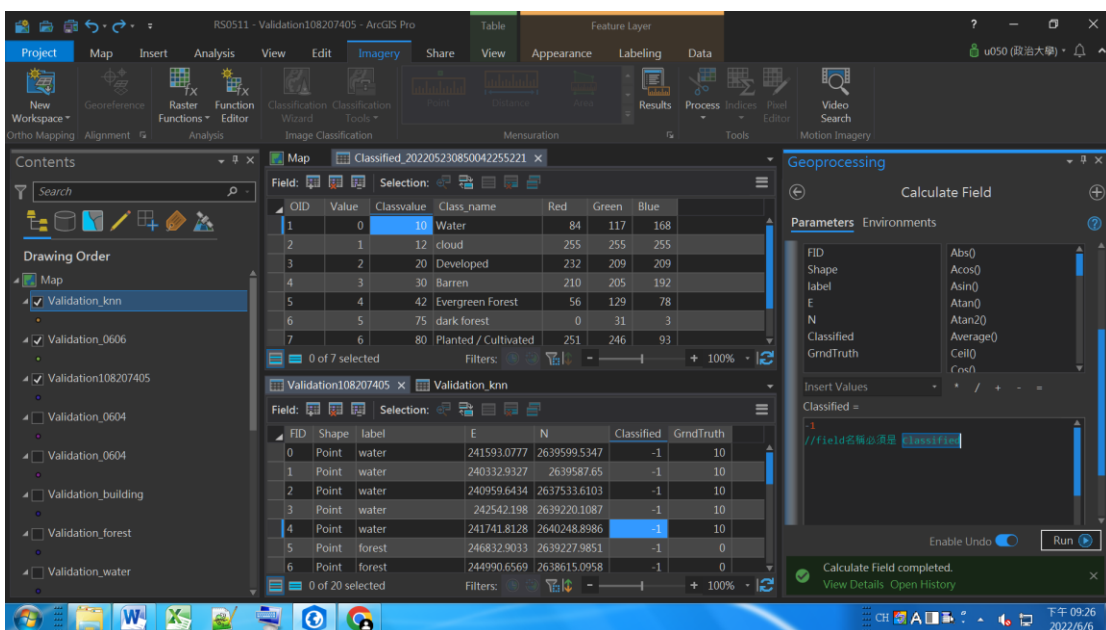 RS0511 - Validation108207405 - ArcGIS Pro
Table
Feature Layer
Project Map Insert Analysis View Edit Imagery Share View Appearance Labeling Data
u050 (政治大學)
New Workspace
Georeference
Raster Functions
Function Editor
Classification Wizard
Classification Tools
Point Distance Area
Results
Process
Indices
Pixel Editor
Video Search
Ortho Mapping Alignment Analysis Image Classification Mensuration Tools Motion Imagery
Contents
Search
Drawing Order
Map
Validation_knn
Validation_0606
Validation108207405
Validation_0604
Validation_0604
Validation_building
Validation_forest
Validation_water
Map Classified_202205230850042255221
Field: Selection:
OID Value Classvalue Class_name Red Green Blue
1 0 10 Water 84 117 168
2 1 12 cloud 255 255 255
3 2 20 Developed 232 209 209
4 3 30 Barren 210 205 192
5 4 42 Evergreen Forest 56 129 78
6 5 75 dark forest 0 31 3
7 6 80 Planted / Cultivated 251 246 93
0 of 7 selected Filters: - + 100%
Validation108207405 Validation_knn
Field: Selection:
FID Shape label E N Classified GrndTruth
0 Point water 241593.0777 2639599.5347 -1 10
1 Point water 240332.9327 2639587.65 -1 10
2 Point water 240959.6434 2637533.6103 -1 10
3 Point water 242542.198 2639220.1087 -1 10
4 Point water 241741.8128 2640248.8986 -1 10
5 Point forest 246832.9033 2639227.9851 -1 0
6 Point forest 244990.6569 2638615.0958 -1 0
0 of 20 selected Filters: - + 100%
Geoprocessing
Calculate Field
Parameters Environments
FID Abs()
Shape Acos()
label Asin()
E Atan()
N Atan2()
Classified Average()
GrndTruth Ceil()
Cos()
Insert Values * / + - =
Classified =
-1
//field名稱必須是 Classified
Enable Undo Run
Calculate Field completed.
View Details Open History
CH
下午 09:26
2022/6/6